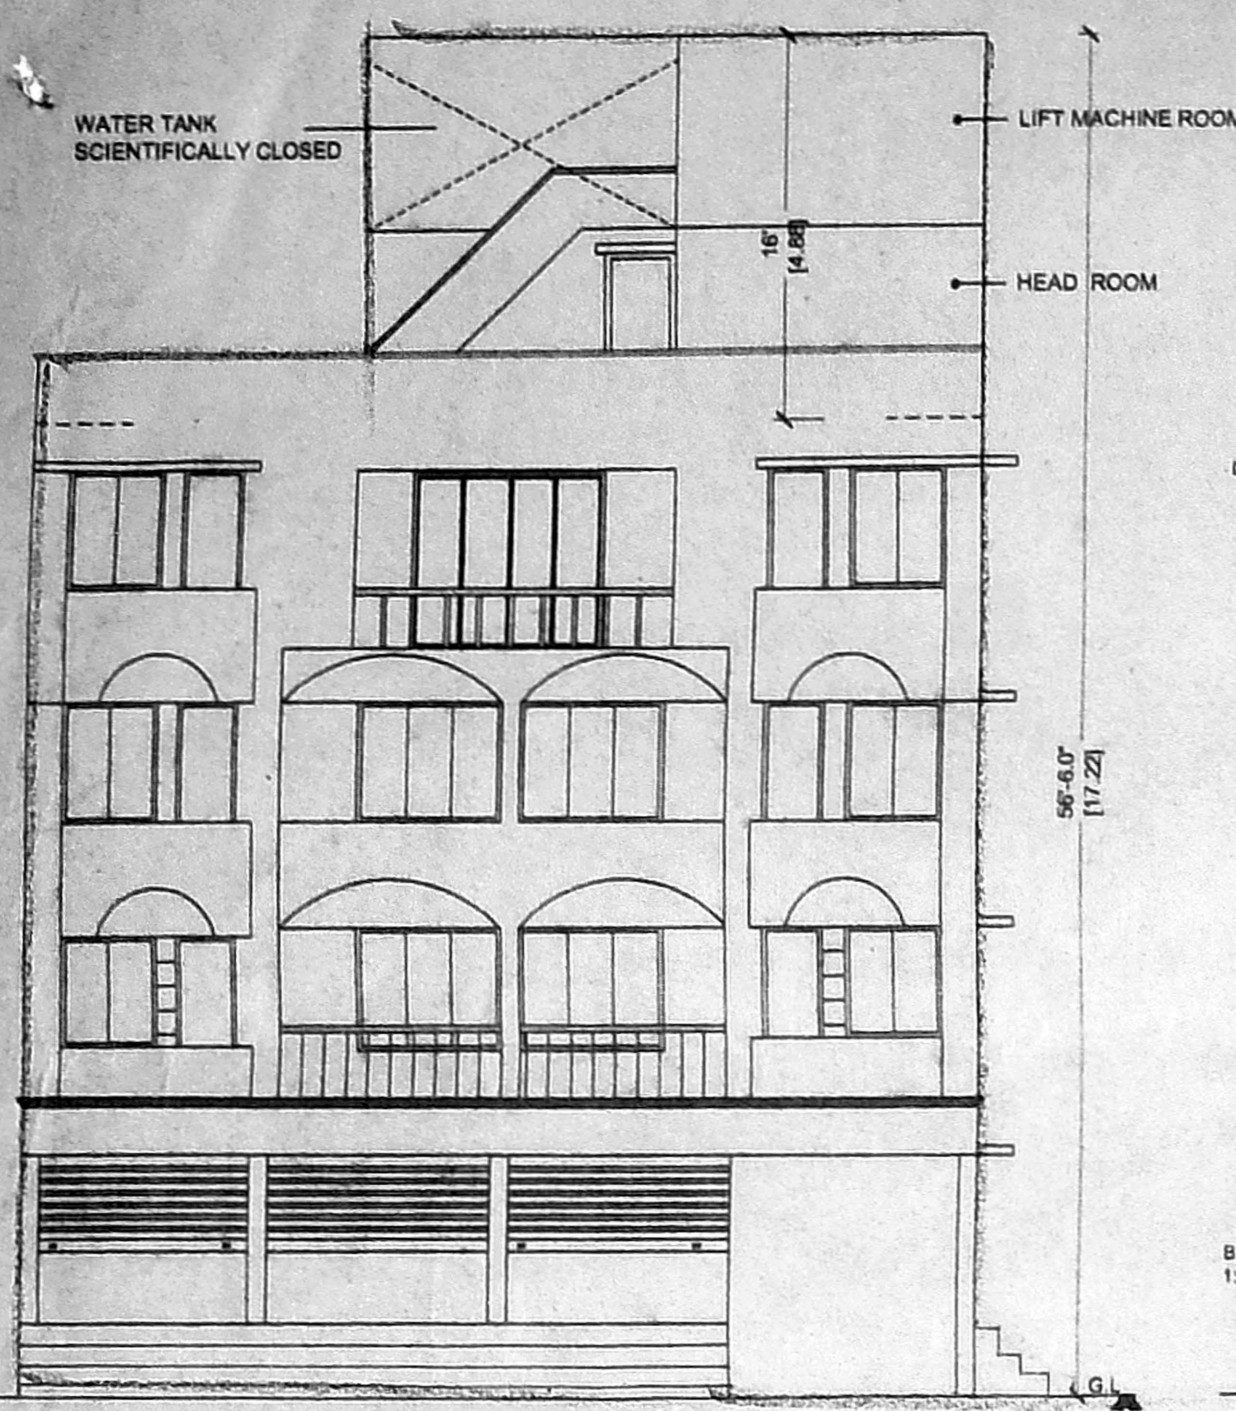 WATER TANK
SCIENTIFICALLY CLOSED
LIFT MACHINE ROOM
16'
[4.88]
HEAD ROOM
56'-6.0"
[17.22]
G.L